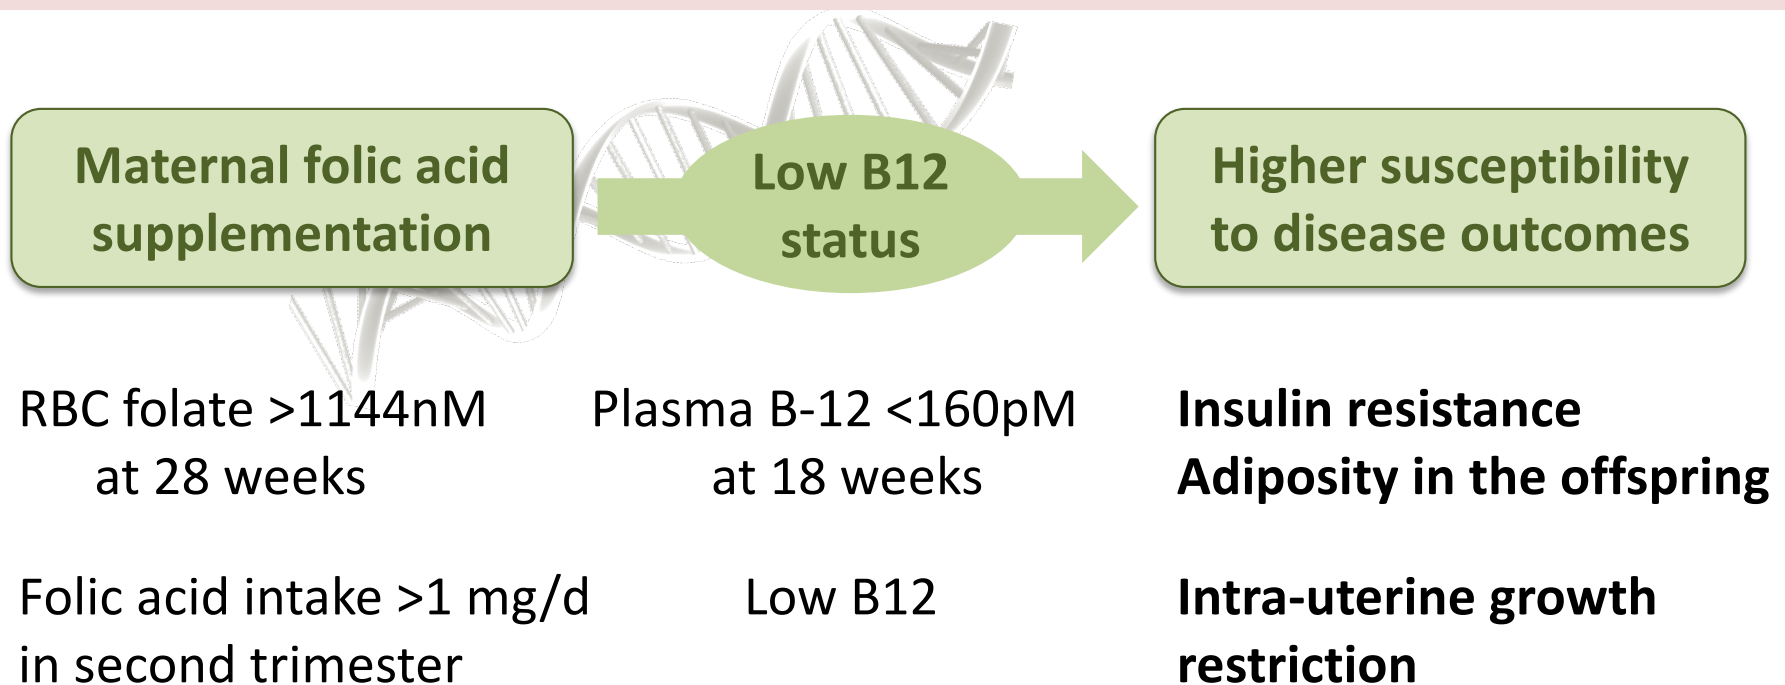 Maternal folic acid
supplementation
Low B12
status
Higher susceptibility
to disease outcomes
RBC folate >1144nM
at 28 weeks
Plasma B-12 <160pM
at 18 weeks
Insulin resistance
Adiposity in the offspring
Folic acid intake >1 mg/d
in second trimester
Low B12
Intra-uterine growth
restriction